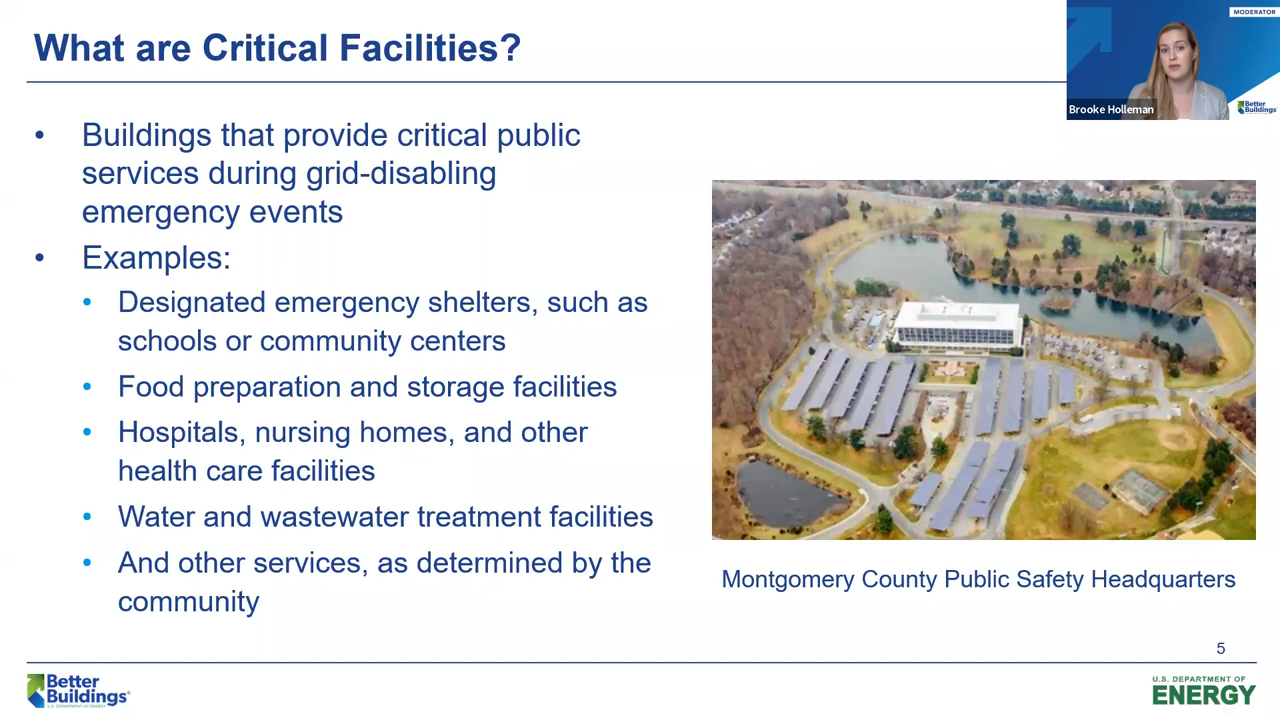 What are Critical Facilities?
MODERATOR
Brooke Holleman
Better
Buildings
• Buildings that provide critical public
services during grid-disabling
emergency events
• Examples:
• Designated emergency shelters, such as
schools or community centers
• Food preparation and storage facilities
• Hospitals, nursing homes, and other
health care facilities
• Water and wastewater treatment facilities
• And other services, as determined by the
community
Montgomery County Public Safety Headquarters
5
Better
Buildings®
U.S. DEPARTMENT OF ENERGY
U.S. DEPARTMENT OF
ENERGY